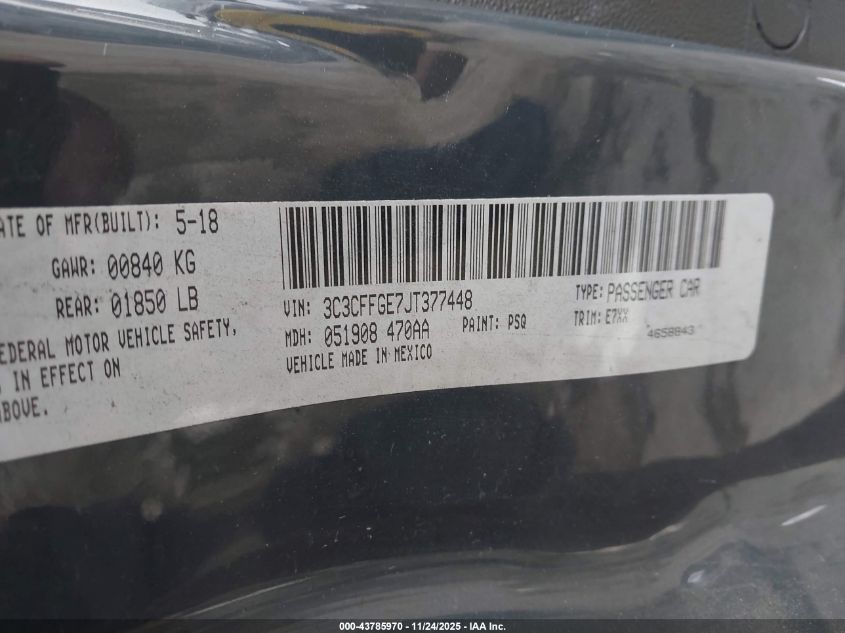 ATE OF MFR(BUILT): 5-18
GAWR: 00840 KG
REAR: 01850 LB
EDERAL MOTOR VEHICLE SAFETY,
IN EFFECT ON
ABOVE.
VIN: 3C3CFFGE7JT377448
TYPE: PASSENGER CAR
MDH: 051908 470AA
PAINT: PSQ
TRIM: E7XX
VEHICLE MADE IN MEXICO
4658843
000-43785970 - 11/24/2025 - IAA Inc.